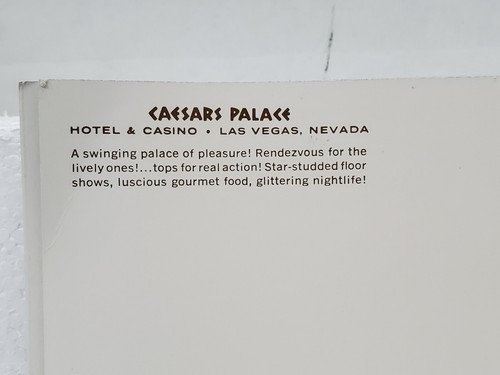 CAESARS PALACE
HOTEL & CASINO • LAS VEGAS, NEVADA
A swinging palace of pleasure! Rendezvous for the
lively ones!...tops for real action! Star-studded floor
shows, luscious gourmet food, glittering nightlife!